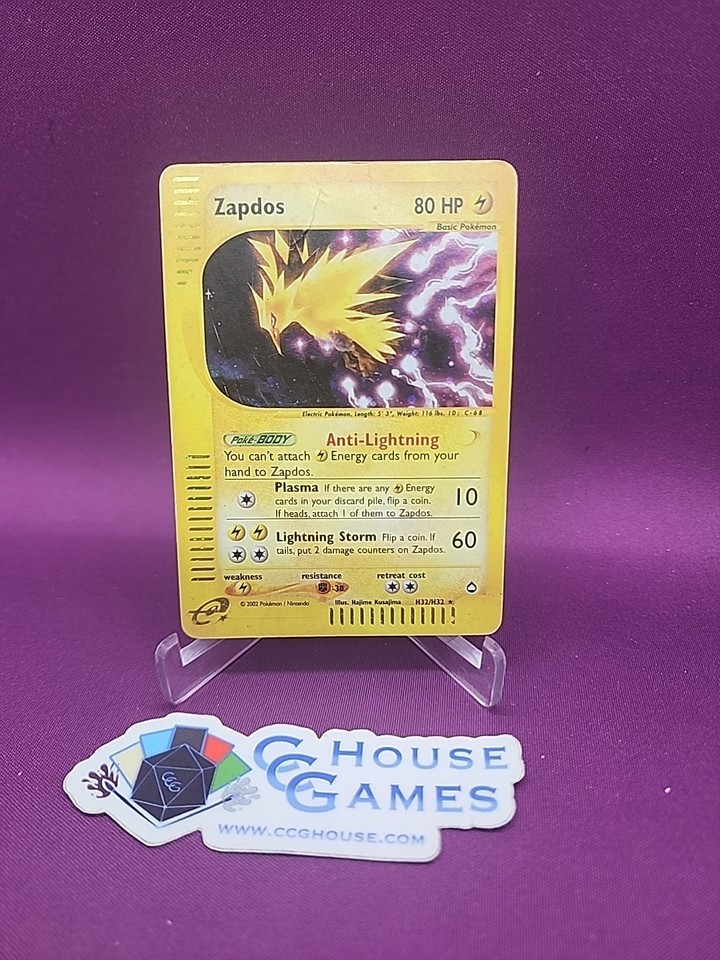 Zapdos 80 HP
Basic Pokémon
Electric Pokémon. Length: 5' 3", Weight: 116 lbs. ID: C-68
Poké-BODY Anti-Lightning
You can't attach Energy cards from your
hand to Zapdos.
Plasma If there are any Energy
cards in your discard pile, flip a coin.
If heads, attach 1 of them to Zapdos. 10
Lightning Storm Flip a coin. If
tails, put 2 damage counters on Zapdos. 60
weakness resistance retreat cost
-30
© 2002 Pokémon / Nintendo Illus. Hajime Kusajima H32/H32 ★
e
CCG
CCG HOUSE
GAMES
WWW.CCGHOUSE.COM